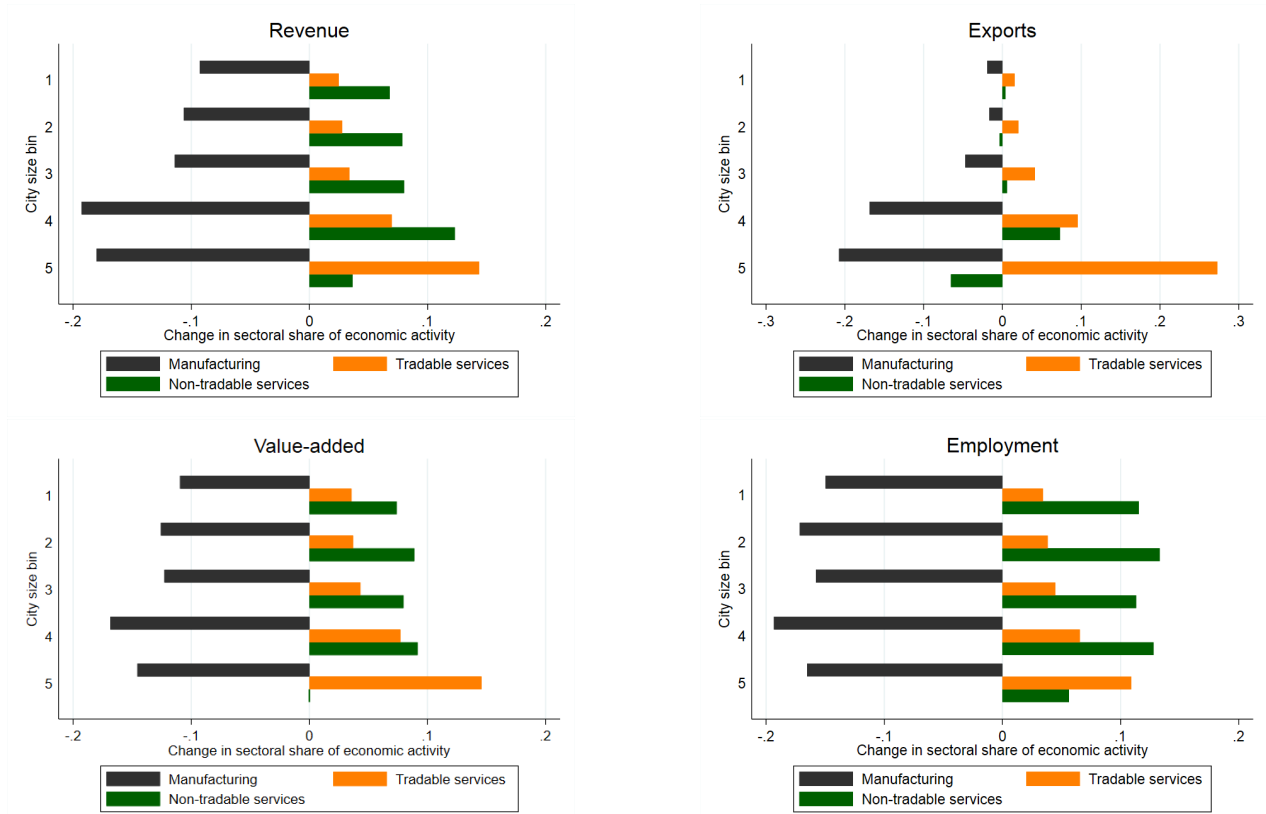 Revenue
City size bin
1
2
3
4
5
-.2 -.1 0 .1 .2
Change in sectoral share of economic activity
Manufacturing Tradable services
Non-tradable services
Exports
City size bin
1
2
3
4
5
-.3 -.2 -.1 0 .1 .2 .3
Change in sectoral share of economic activity
Manufacturing Tradable services
Non-tradable services
Value-added
City size bin
1
2
3
4
5
-.2 -.1 0 .1 .2
Change in sectoral share of economic activity
Manufacturing Tradable services
Non-tradable services
Employment
City size bin
1
2
3
4
5
-.2 -.1 0 .1 .2
Change in sectoral share of economic activity
Manufacturing Tradable services
Non-tradable services